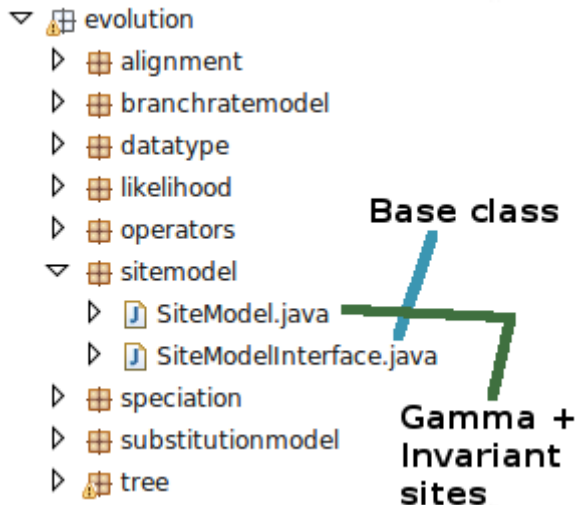 evolution
alignment
branchratemodel
datatype
likelihood
operators
Base class
sitemodel
SiteModel.java
SiteModelInterface.java
speciation
substitutionmodel
tree
Gamma +
Invariant
sites